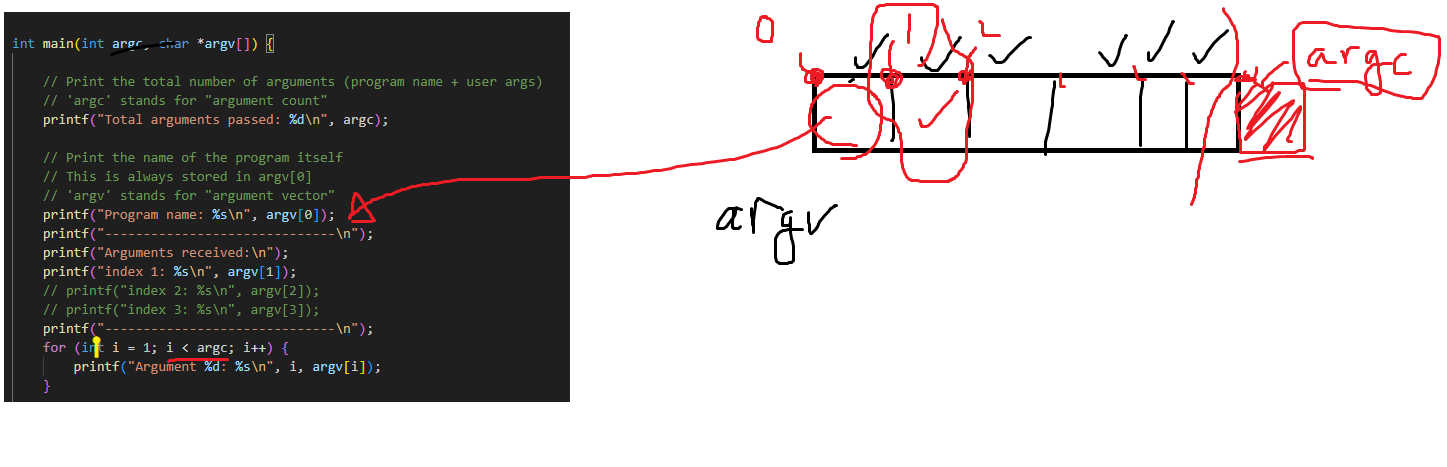 int main(int argc, char *argv[]) {
// Print the total number of arguments (program name + user args)
// 'argc' stands for "argument count"
printf("Total arguments passed: %d\n", argc);
// Print the name of the program itself
// This is always stored in argv[0]
// 'argv' stands for "argument vector"
printf("Program name: %s\n", argv[0]);
printf("------------------------------\n");
printf("Arguments received:\n");
printf("index 1: %s\n", argv[1]);
// printf("index 2: %s\n", argv[2]);
// printf("index 3: %s\n", argv[3]);
printf("------------------------------\n");
for (int i = 1; i < argc; i++) {
printf("Argument %d: %s\n", i, argv[i]);
}
0 1 2
argc
argv